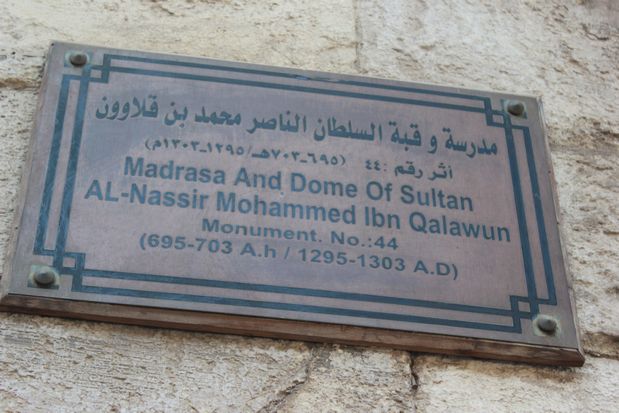 مدرسة و قبة السلطان الناصر محمد بن قلاوون
أثر رقم: ٤٤ (٦٩٥-٧٠٣هـ/١٢٩٥-١٣٠٣م)
Madrasa And Dome Of Sultan
AL-Nassir Mohammed Ibn Qalawun
Monument. No.:44
(695-703 A.h / 1295-1303 A.D)